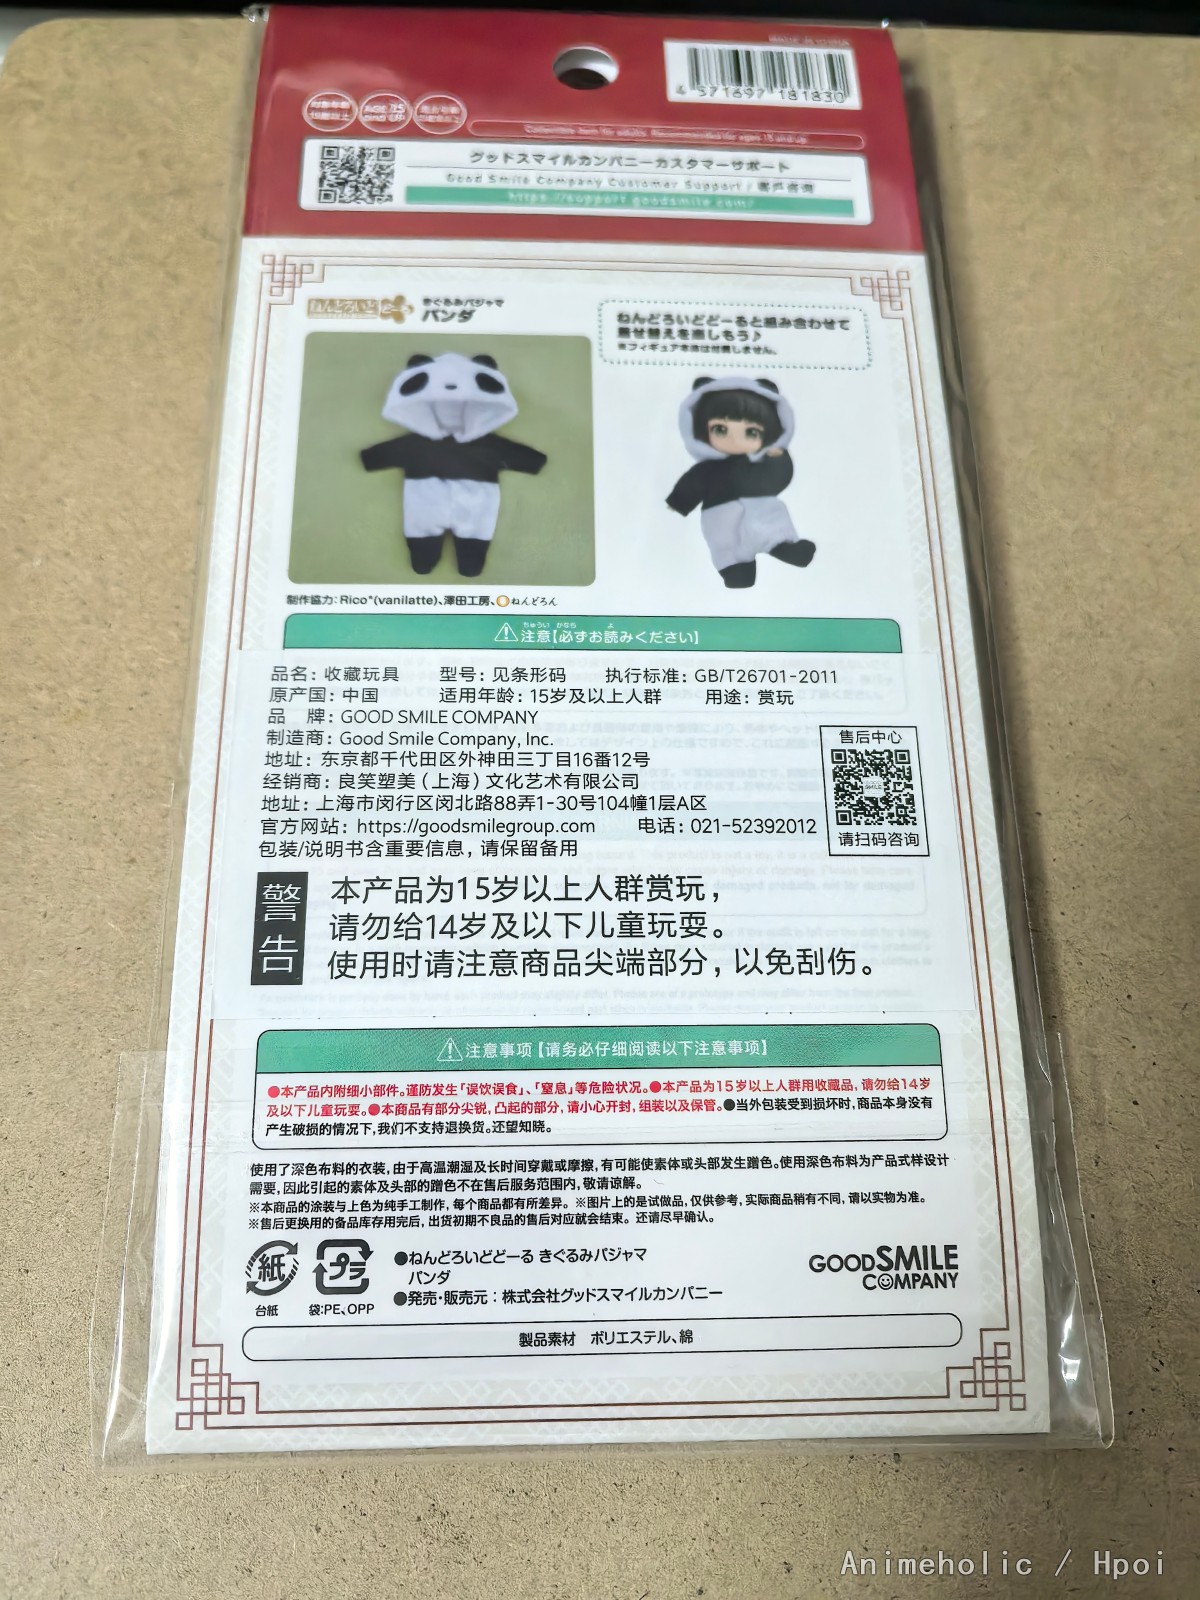 4 571697 181830
対象年齢
15歳以上
AGES 15
and UP
Collectible item for adults. Recommended for ages 15 and up.
グッドスマイルカンパニーカスタマーサポート
Good Smile Company Customer Support / 客戶咨询
https://support.goodsmile.com/
ねんどろいどどーる
きぐるみパジャマ
パンダ
ねんどろいどどーると組み合わせて
着せ替えを楽しもう♪
※フィギュア本体は付属しません。
制作協力:Rico*(vanilatte)、澤田工房、ねんどろん
⚠注意【必ずお読みください】
品名: 收藏玩具 型号: 见条形码 执行标准: GB/T26701-2011
原产国: 中国 适用年龄: 15岁及以上人群 用途: 赏玩
品 牌: GOOD SMILE COMPANY
制造商: Good Smile Company, Inc.
地址: 东京都千代田区外神田三丁目16番12号
经销商: 良笑塑美(上海)文化艺术有限公司
地址: 上海市闵行区闵北路88弄1-30号104幢1层A区
官方网站: https://goodsmilegroup.com 电话: 021-52392012
包装/说明书含重要信息, 请保留备用
售后中心
请扫码咨询
警告
本产品为15岁以上人群赏玩,
请勿给14岁及以下儿童玩耍。
使用时请注意商品尖端部分, 以免刮伤。
⚠注意事项【请务必仔细阅读以下注意事项】
●本产品内附细小部件。谨防发生「误饮误食」、「窒息」等危险状况。●本产品为15岁以上人群用收藏品, 请勿给14岁
及以下儿童玩耍。●本商品有部分尖锐, 凸起的部分, 请小心开封, 组装以及保管。●当外包装受到损坏时, 商品本身没有
产生破损的情况下, 我们不支持退换货。还望知晓。
使用了深色布料的衣装, 由于高温潮湿及长时间穿戴或摩擦, 有可能使素体或头部发生蹭色。使用深色布料为产品式样设计
需要, 因此引起的素体及头部的蹭色不在售后服务范围内, 敬请谅解。
※本商品的涂装与上色为纯手工制作, 每个商品都有所差异。※图片上的是试做品, 仅供参考, 实际商品稍有不同, 请以实物为准。
※售后更换用的备品库存用完后, 出货初期不良品的售后对应就会结束。还请尽早确认。
紙
台紙
プラ
袋:PE、OPP
●ねんどろいどどーる きぐるみパジャマ
パンダ
●発売・販売元:株式会社グッドスマイルカンパニー
GOODSMILE
COMPANY
製品素材 ポリエステル、綿
Animeholic / Hpoi